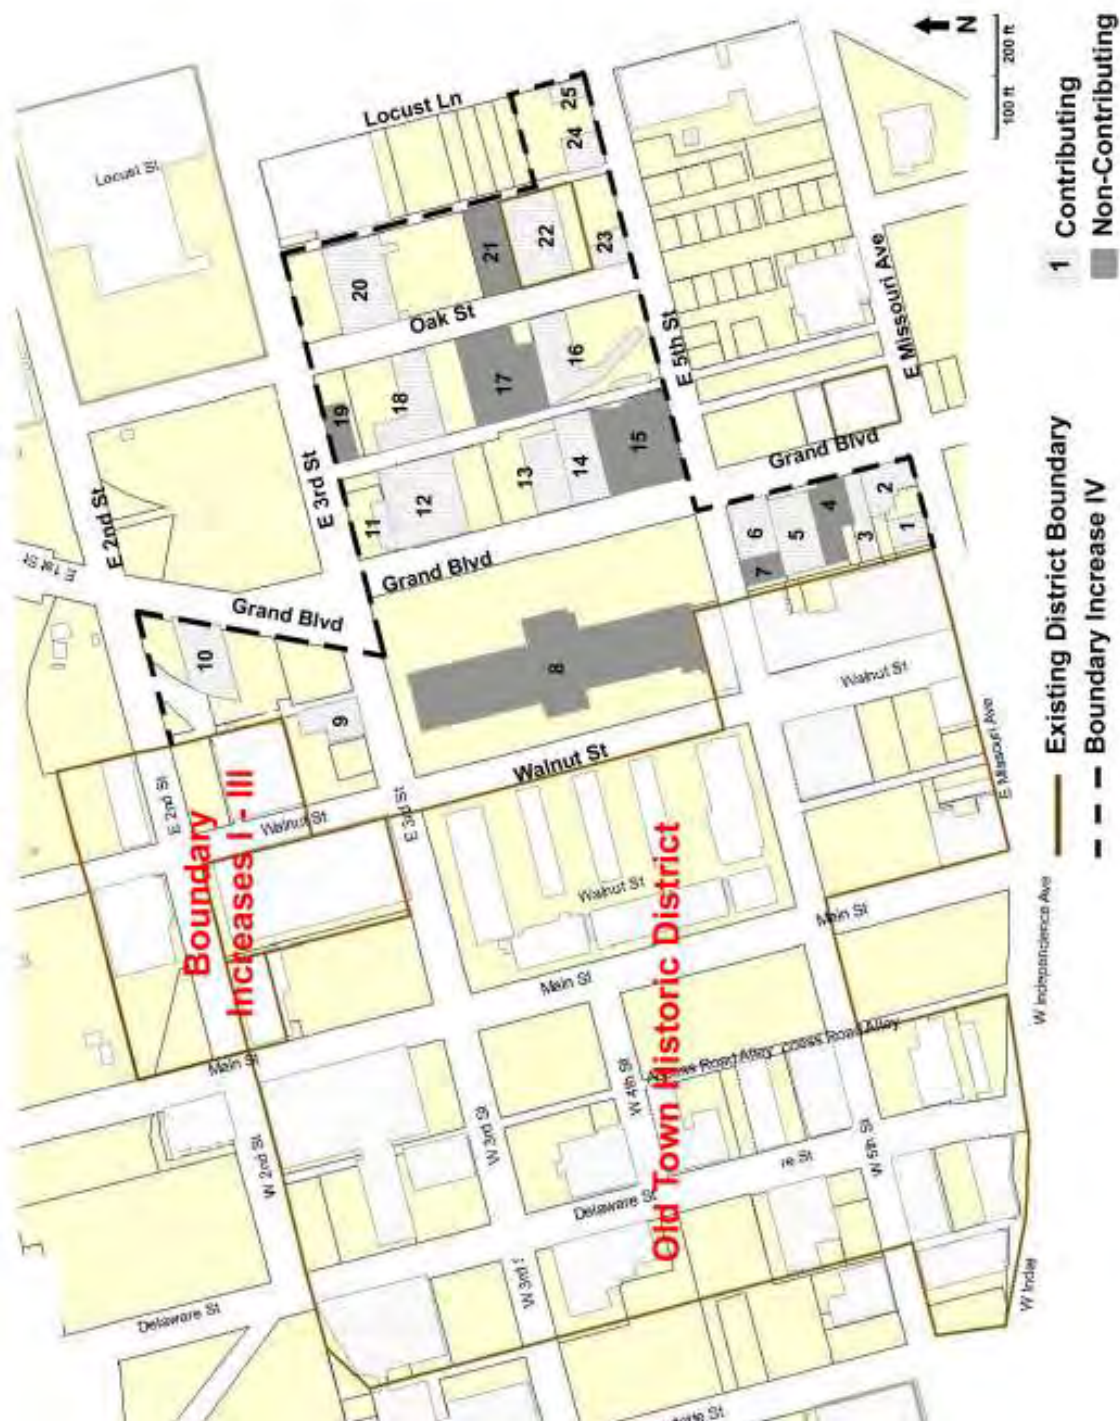 Locust St
Locust Ln
N
100 ft 200 ft
1 Contributing
Non-Contributing
Existing District Boundary
Boundary Increase IV
E 1st St
E 2nd St
E 3rd St
Oak St
E 5th St
E Missouri Ave
Grand Blvd
Grand Blvd
Grand Blvd
Walnut St
Walnut St
Walnut St
Walnut St
E 2nd St
E 3rd St
E Missouri Ave
1
2
3
4
5
6
7
8
9
10
11
12
13
14
15
16
17
18
19
20
21
22
23
24
25
Boundary
Increases I - III
Old Town Historic District
Main St
Main St
Main St
W Independence Ave
W 2nd St
W 3rd St
W 4th St
W 5th St
Delaware St
Delaware St
re St
W 3rd